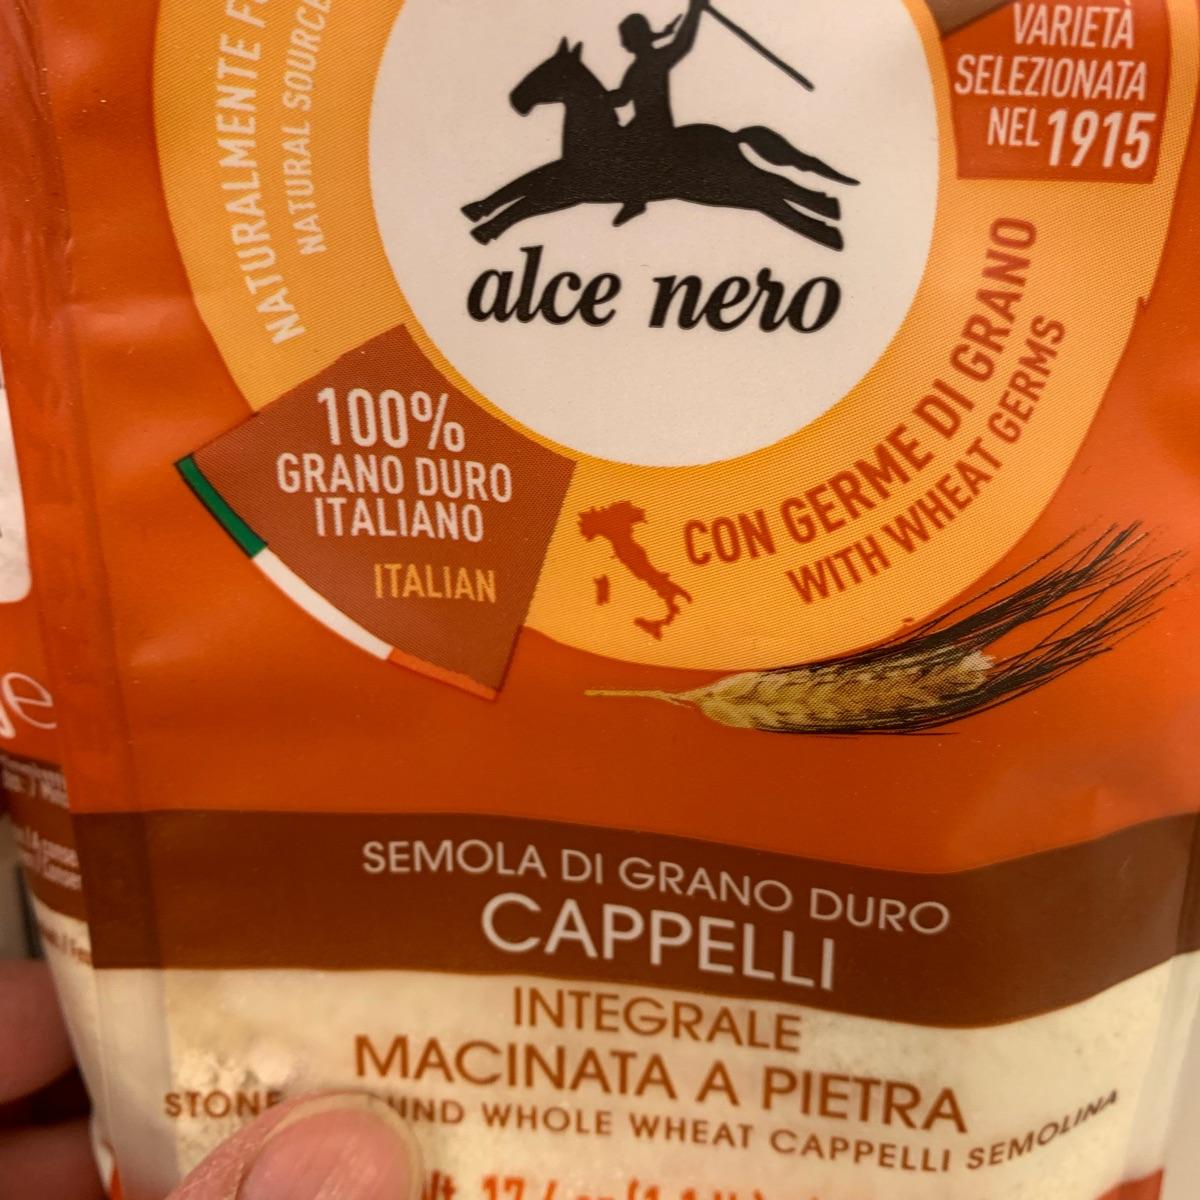 NATURALMENTE
NATURAL SOURCE
VARIETÀ
SELEZIONATA
NEL 1915
alce nero
100%
GRANO DURO
ITALIANO
ITALIAN
CON GERME DI GRANO
WITH WHEAT GERMS
SEMOLA DI GRANO DURO
CAPPELLI
INTEGRALE
MACINATA A PIETRA
STONE WHOLE WHEAT CAPPELLI SEMOLINA